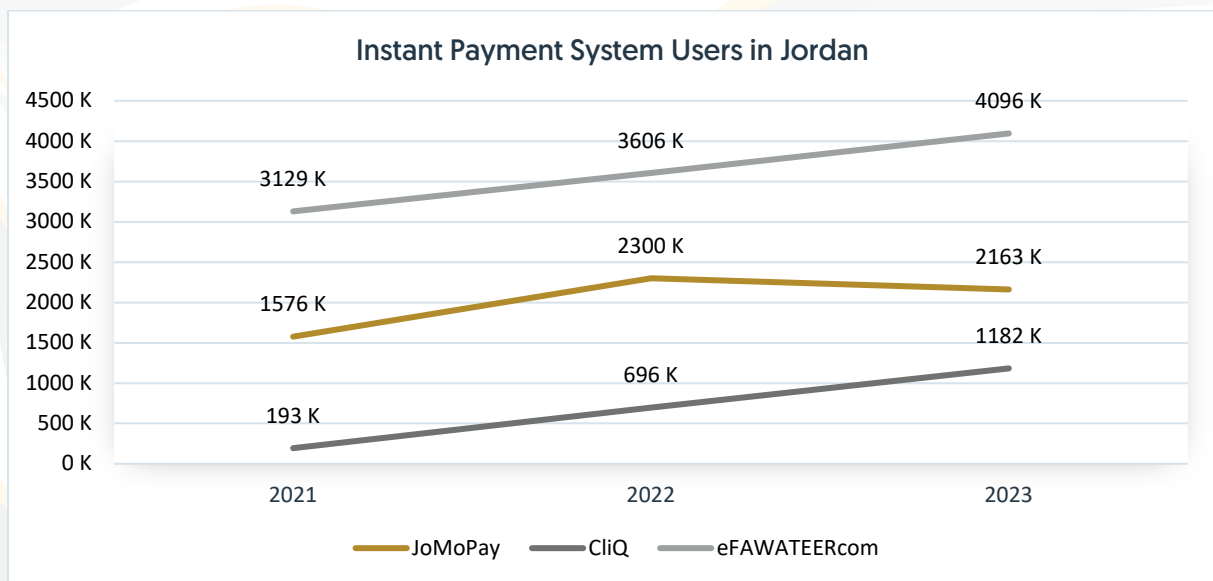 Instant Payment System Users in Jordan
4500 K
4000 K
3500 K
3000 K
2500 K
2000 K
1500 K
1000 K
500 K
0 K
3129 K
3606 K
4096 K
1576 K
2300 K
2163 K
193 K
696 K
1182 K
2021 2022 2023
JoMoPay CliQ eFAWATEERcom